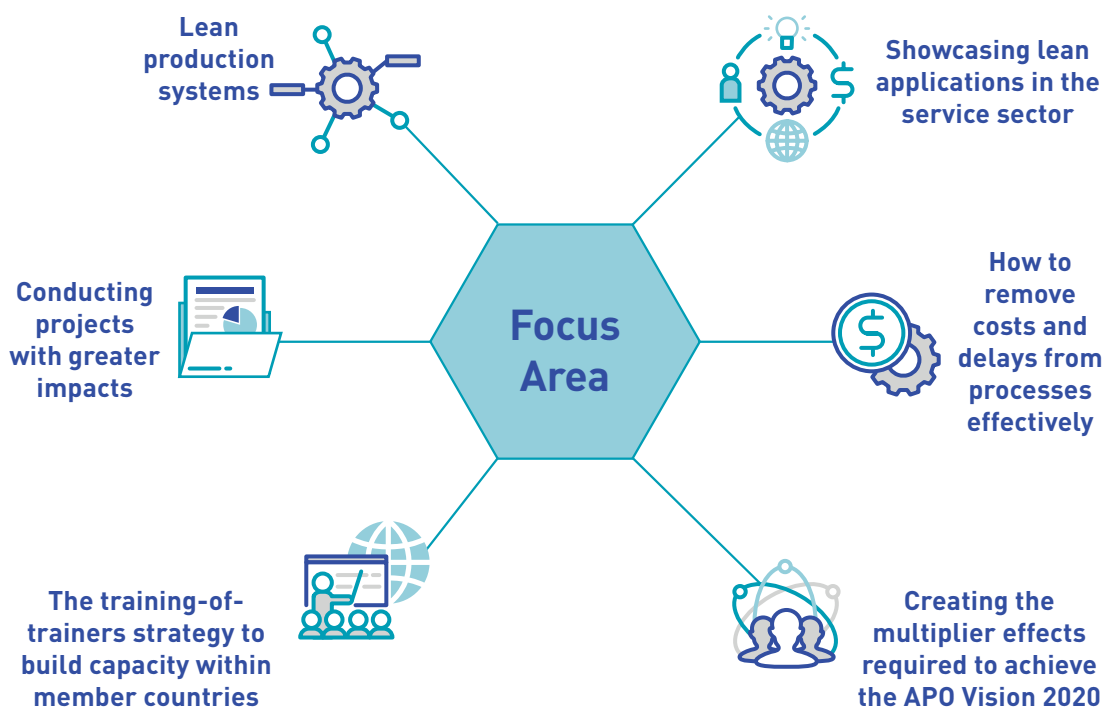 Lean
production
systems
Showcasing lean
applications in the
service sector
Conducting
projects
with greater
impacts
Focus
Area
How to
remove
costs and
delays from
processes
effectively
The training-of-
trainers strategy to
build capacity within
member countries
Creating the
multiplier effects
required to achieve
the APO Vision 2020